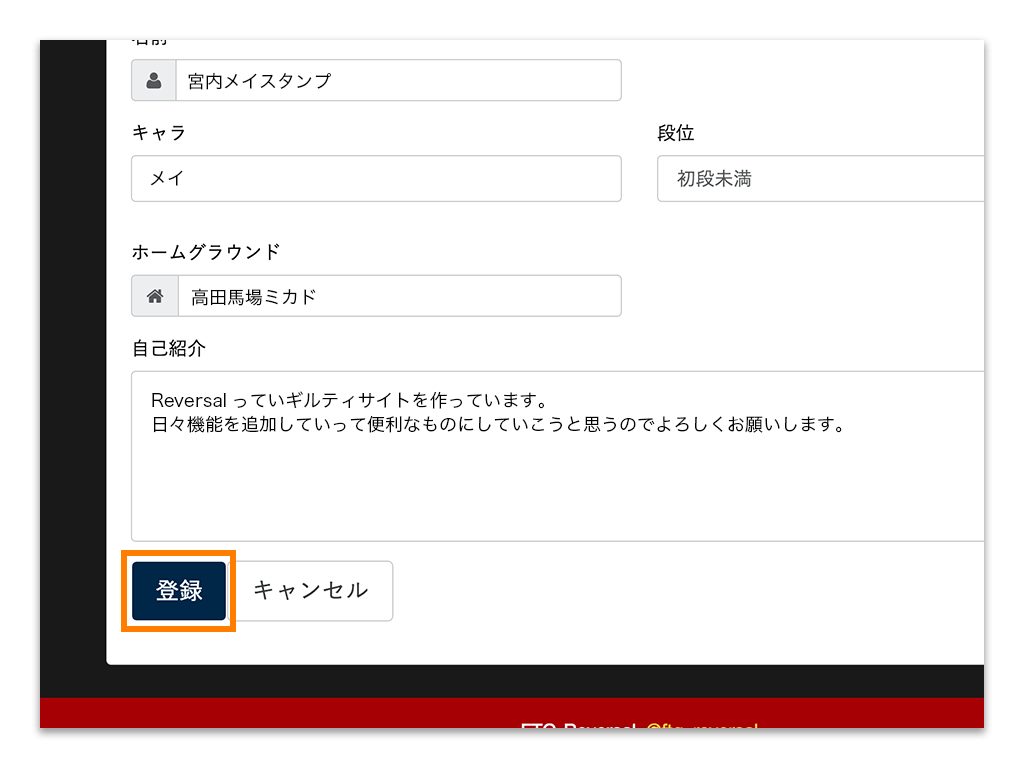 名前
宮内メイスタンプ
キャラ
段位
メイ
初段未満
ホームグラウンド
高田馬場ミカド
自己紹介
Reversal っていギルティサイトを作っています。
日々機能を追加していって便利なものにしていこうと思うのでよろしくお願いします。
登録
キャンセル
FTG Reversal @ftg_reversal